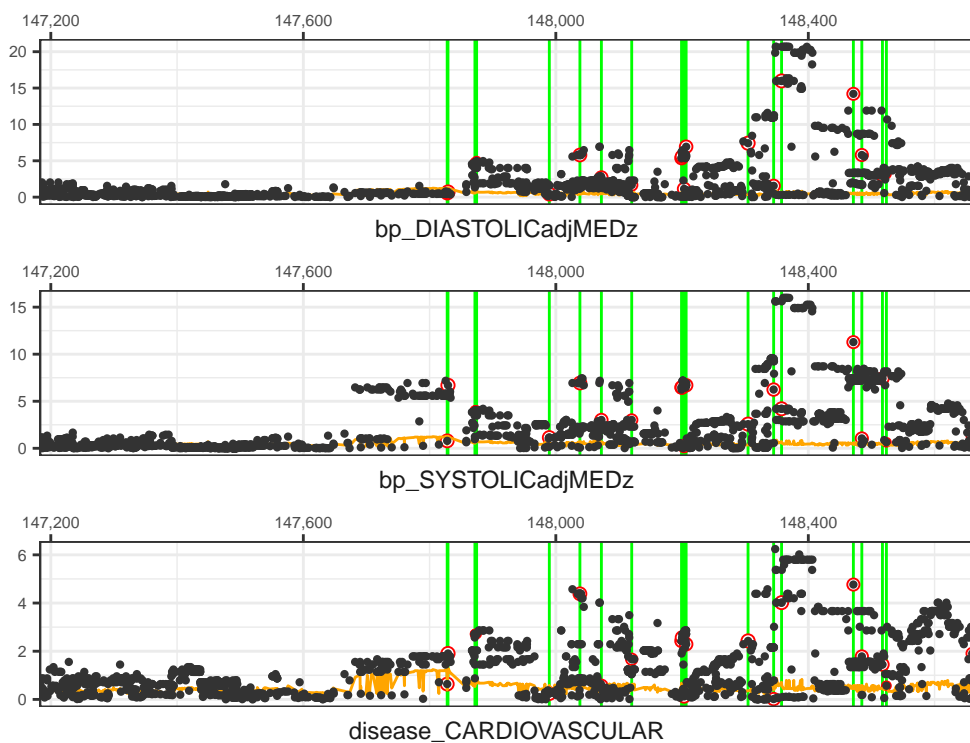 147,200 147,600 148,000 148,400
20
15
10
5
0
bp_DIASTOLICadjMEDz
147,200 147,600 148,000 148,400
15
10
5
0
bp_SYSTOLICadjMEDz
147,200 147,600 148,000 148,400
6
4
2
0
disease_CARDIOVASCULAR